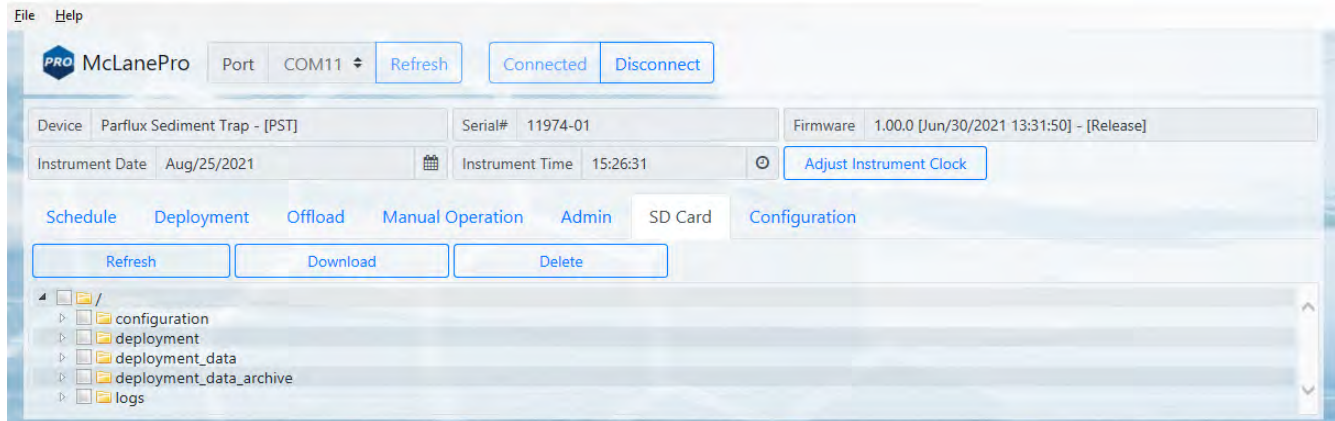 File Help
PRO McLanePro Port COM11 Refresh Connected Disconnect
Device Parflux Sediment Trap - [PST] Serial# 11974-01 Firmware 1.00.0 [Jun/30/2021 13:31:50] - [Release]
Instrument Date Aug/25/2021 Instrument Time 15:26:31 Adjust Instrument Clock
Schedule Deployment Offload Manual Operation Admin SD Card Configuration
Refresh Download Delete
/
configuration
deployment
deployment_data
deployment_data_archive
logs